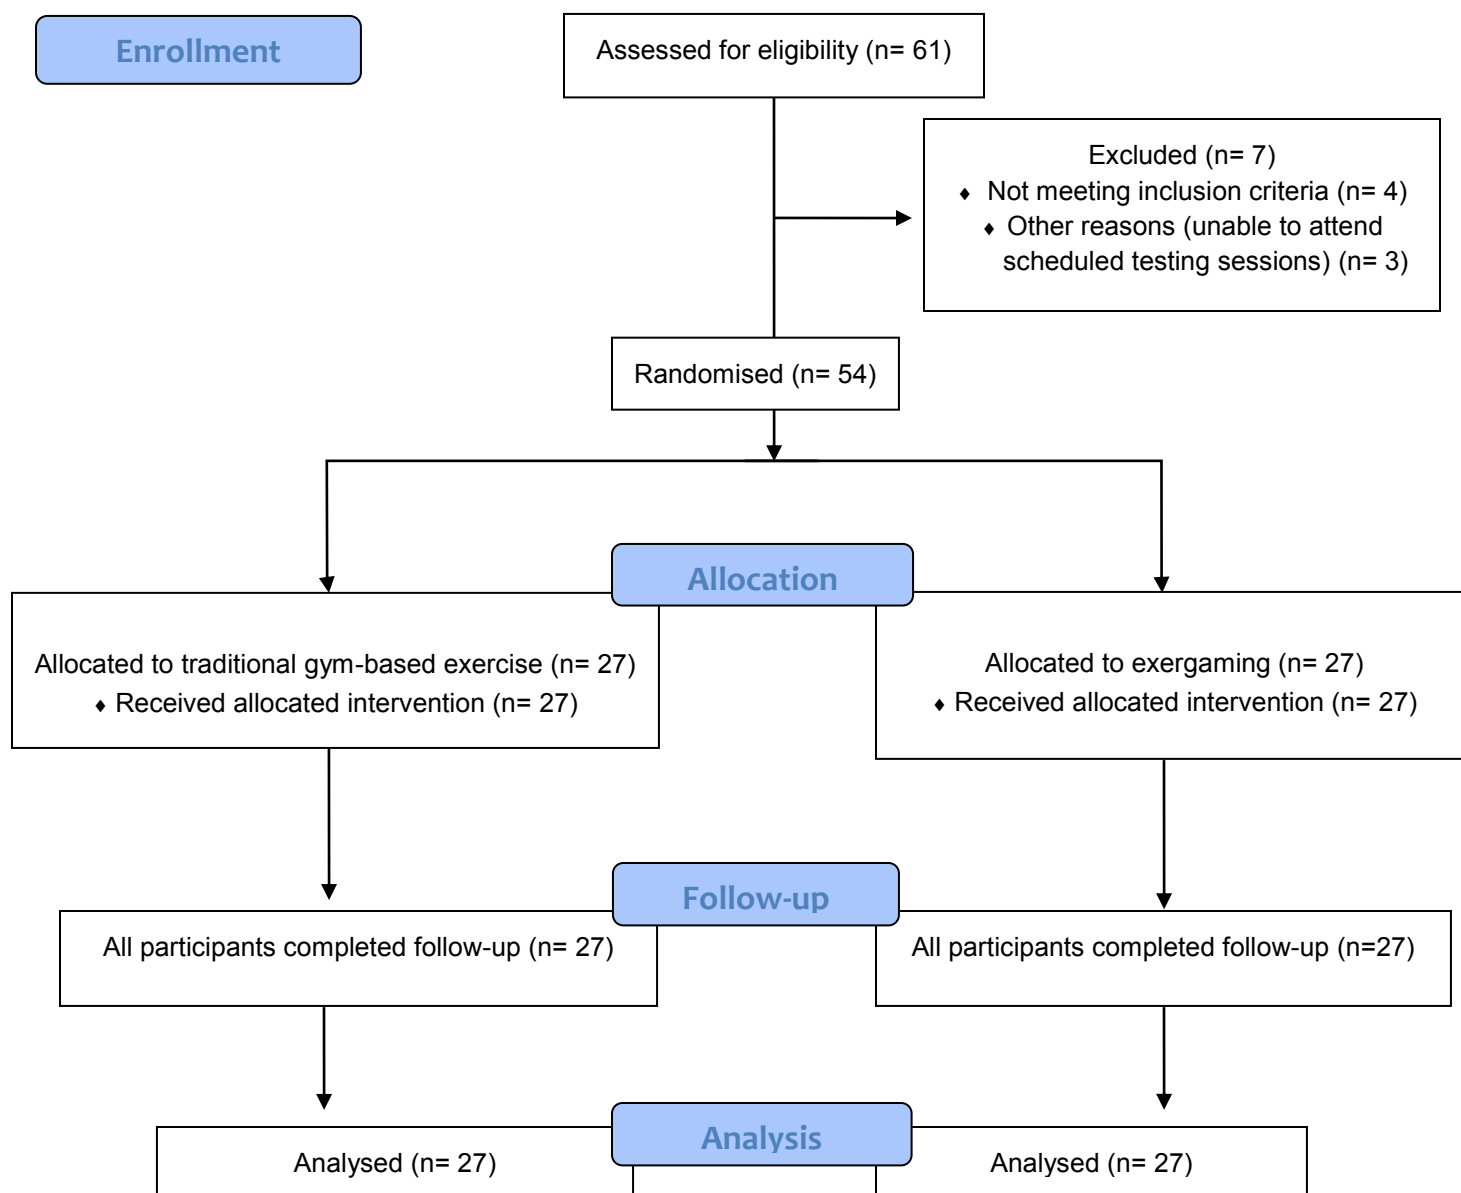 Enrollment
Assessed for eligibility (n= 61)
Excluded (n= 7)
♦ Not meeting inclusion criteria (n= 4)
♦ Other reasons (unable to attend
scheduled testing sessions) (n= 3)
Randomised (n= 54)
Allocation
Allocated to traditional gym-based exercise (n= 27)
♦ Received allocated intervention (n= 27)
Allocated to exergaming (n= 27)
♦ Received allocated intervention (n= 27)
Follow-up
All participants completed follow-up (n= 27)
All participants completed follow-up (n=27)
Analysis
Analysed (n= 27)
Analysed (n= 27)